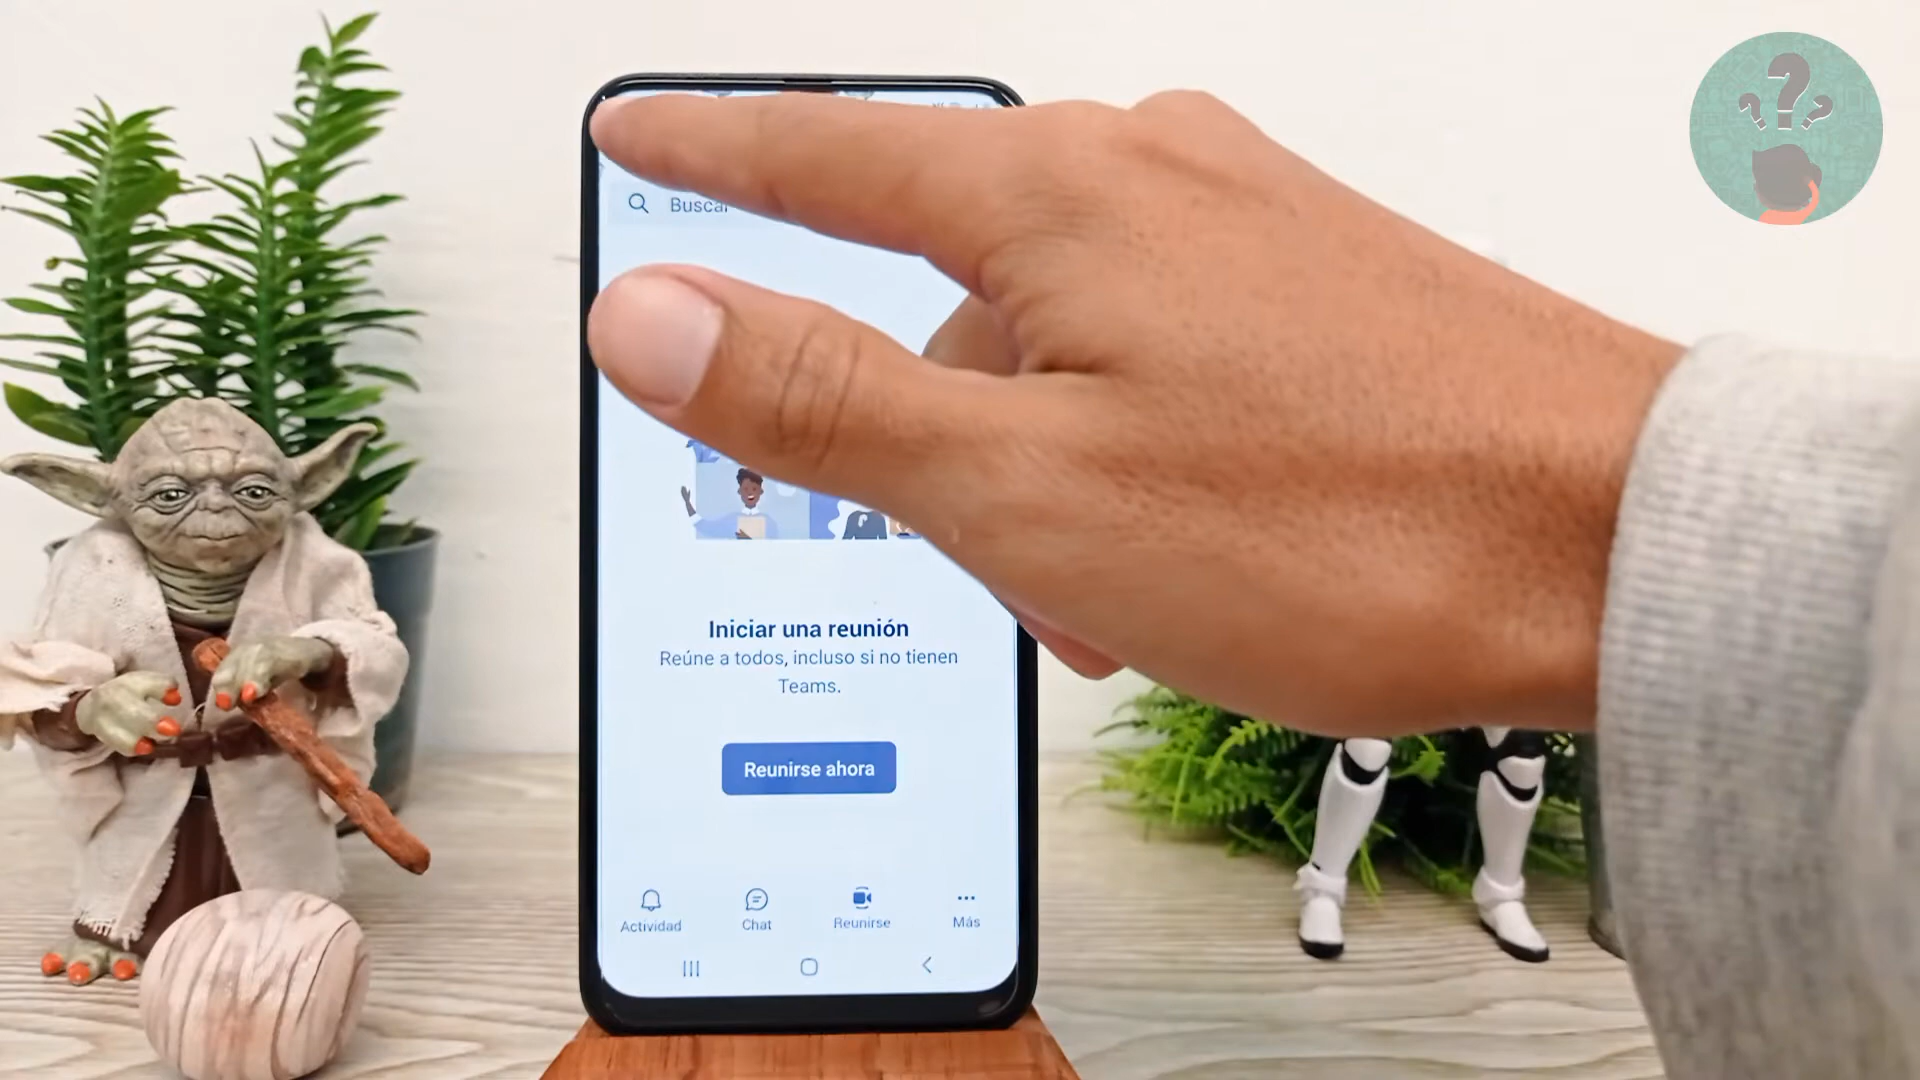 Buscar
Iniciar una reunión
Reúne a todos, incluso si no tienen
Teams.
Reunirse ahora
Actividad
Chat
Reunirse
Más